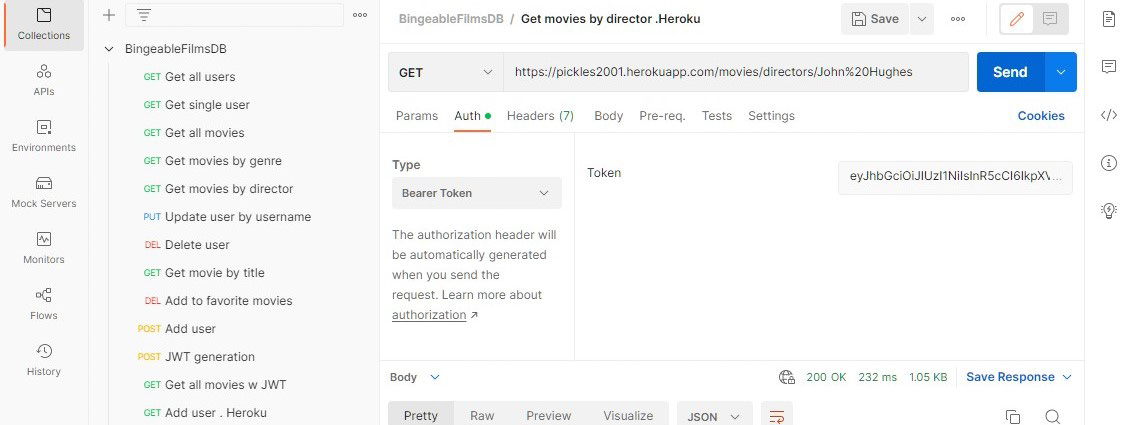 BingeableFilmsDB / Get movies by director .Heroku
Save
Collections
BingeableFilmsDB
GET Get all users
GET https://pickles2001.herokuapp.com/movies/directors/John%20Hughes Send
APIs
GET Get single user
Params Auth Headers (7) Body Pre-req. Tests Settings Cookies
Environments
GET Get all movies
GET Get movies by genre
Type
Token
eyJhbGciOiJIUzI1NiIsInR5cCI6IkpXV...
Bearer Token
Mock Servers
GET Get movies by director
PUT Update user by username
The authorization header will
be automatically generated
when you send the
request. Learn more about
authorization ↗
Monitors
DEL Delete user
GET Get movie by title
DEL Add to favorite movies
Flows
POST Add user
POST JWT generation
History
GET Get all movies w JWT
GET Add user . Heroku
Body 200 OK 232 ms 1.05 KB Save Response
Pretty Raw Preview Visualize JSON